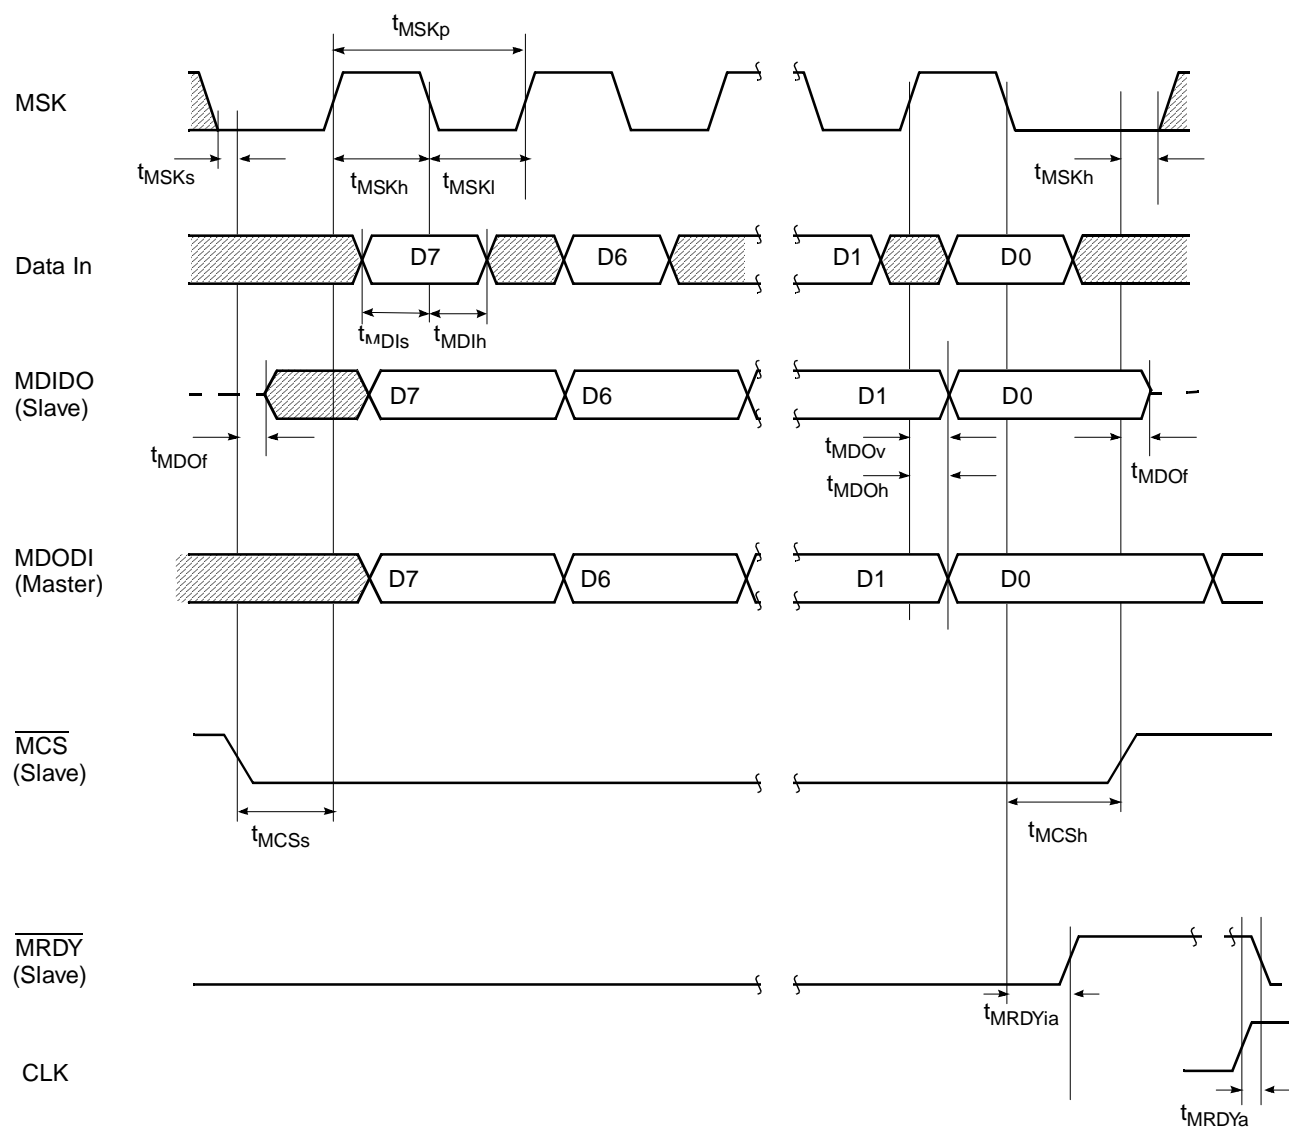 tMSKp
MSK
tMSKs
tMSKh
tMSKl
tMSKh
Data In
D7
D6
D1
D0
tMDIs
tMDIh
MDIDO
(Slave)
D7
D6
D1
D0
tMDOf
tMDOv
tMDOh
tMDOf
MDODI
(Master)
D7
D6
D1
D0
MCS
(Slave)
tMCSs
tMCSh
MRDY
(Slave)
tMRDYia
CLK
tMRDYa